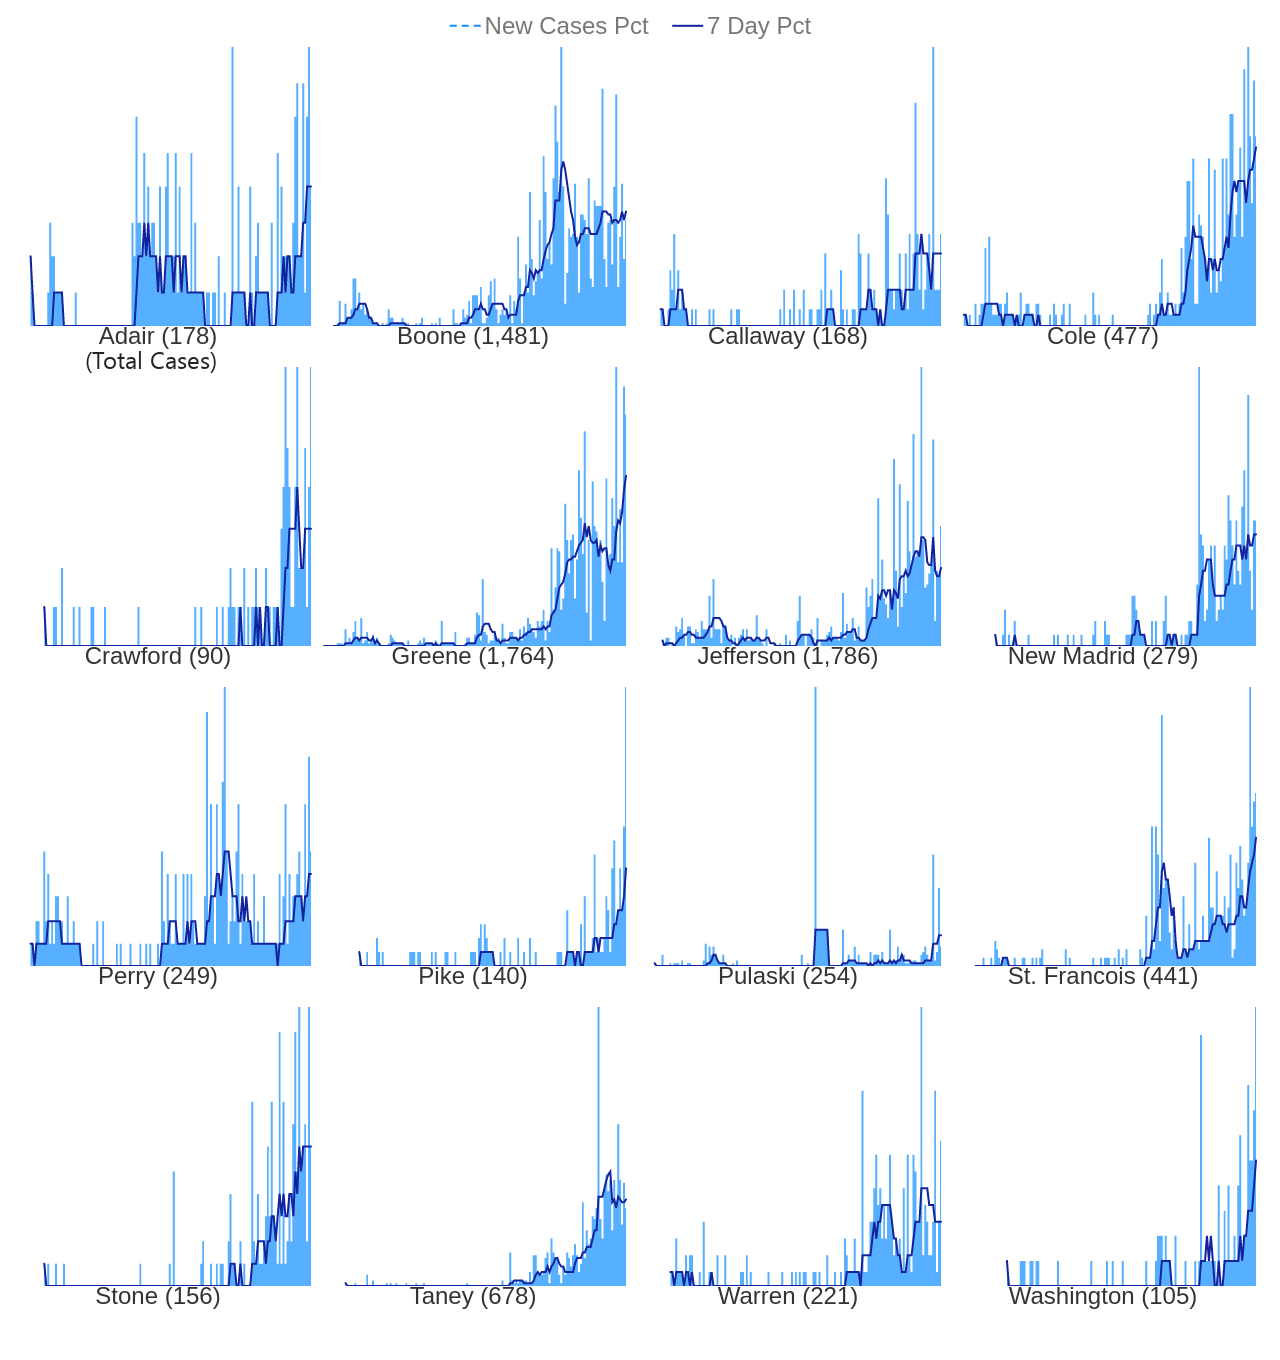 New Cases Pct 7 Day Pct
Adair (178) Boone (1,481) Callaway (168) Cole (477)
(Total Cases)
Crawford (90) Greene (1,764) Jefferson (1,786) New Madrid (279)
Perry (249) Pike (140) Pulaski (254) St. Francois (441)
Stone (156) Taney (678) Warren (221) Washington (105)